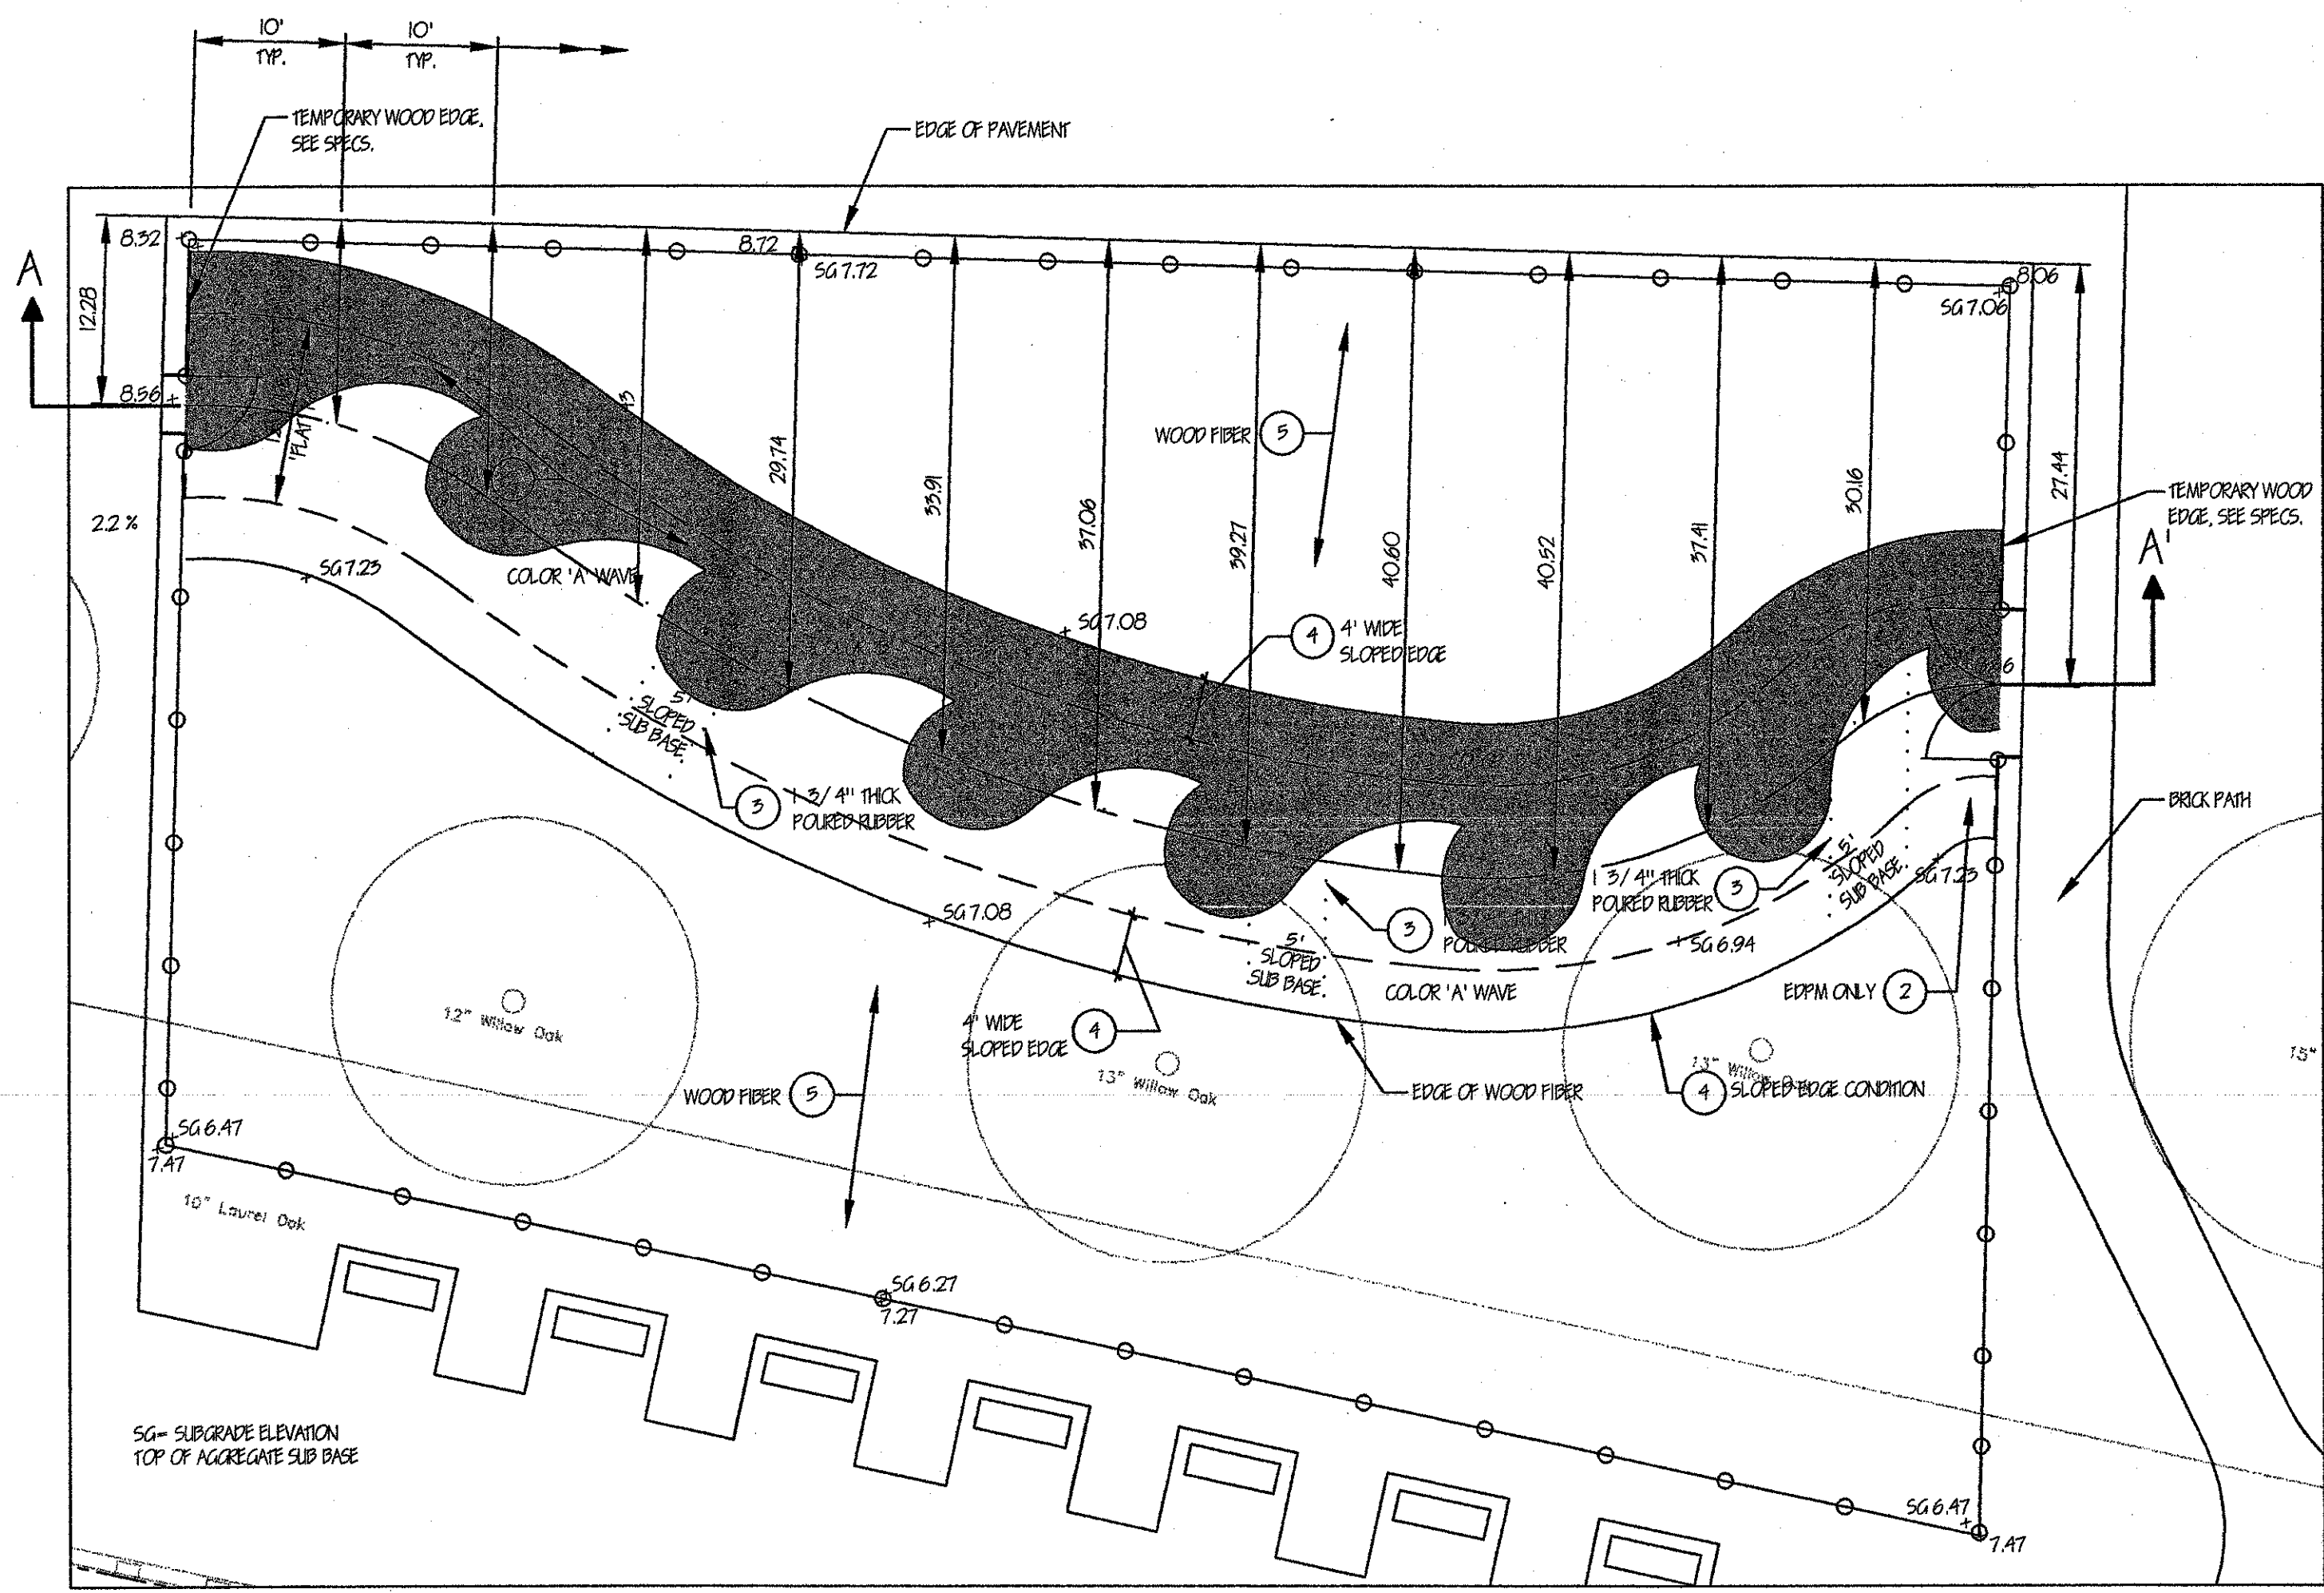 10'
TYP.
10'
TYP.
TEMPORARY WOOD EDGE,
SEE SPECS.
EDGE OF PAVEMENT
A
12.28
8.32
8.72
SG 7.72
8.06
SG 7.06
8.56
'FLAT
2.2 %
29.74
33.91
37.06
39.27
40.60
40.52
37.41
30.16
27.44
WOOD FIBER 5
TEMPORARY WOOD
EDGE, SEE SPECS.
A'
SG 7.23
COLOR 'A' WAVE
SG 7.08
4 4' WIDE
SLOPED EDGE
6
5'
SLOPED
SUB BASE.
3 1 3/4" THICK
POURED RUBBER
BRICK PATH
1 3/4" THICK
POURED RUBBER 3
5'
SLOPED
SUB BASE.
SG 7.23
SG 7.08
3
POURED RUBBER
SG 6.94
5'
SLOPED
SUB BASE.
COLOR 'A' WAVE
EDPM ONLY 2
12" Willow Oak
4' WIDE
SLOPED EDGE 4
13" Willow Oak
13" Willow
15"
WOOD FIBER 5
EDGE OF WOOD FIBER
4 SLOPED EDGE CONDITION
SG 6.47
7.47
10" Laurel Oak
SG 6.27
7.27
SG= SUBGRADE ELEVATION
TOP OF AGGREGATE SUB BASE
SG 6.47
7.47